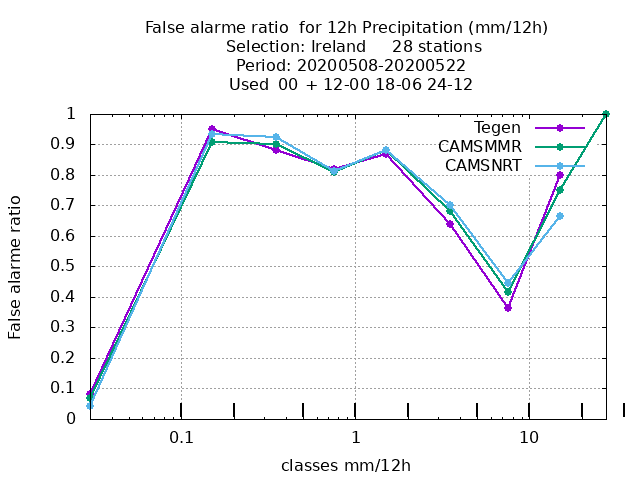 False alarme ratio  for 12h Precipitation (mm/12h)
Selection: Ireland     28 stations
Period: 20200508-20200522
Used  00 + 12-00 18-06 24-12
Tegen
CAMSMMR
CAMSNRT
1
0.9
0.8
0.7
0.6
0.5
0.4
0.3
0.2
0.1
0
False alarme ratio
0.1 1 10
classes mm/12h